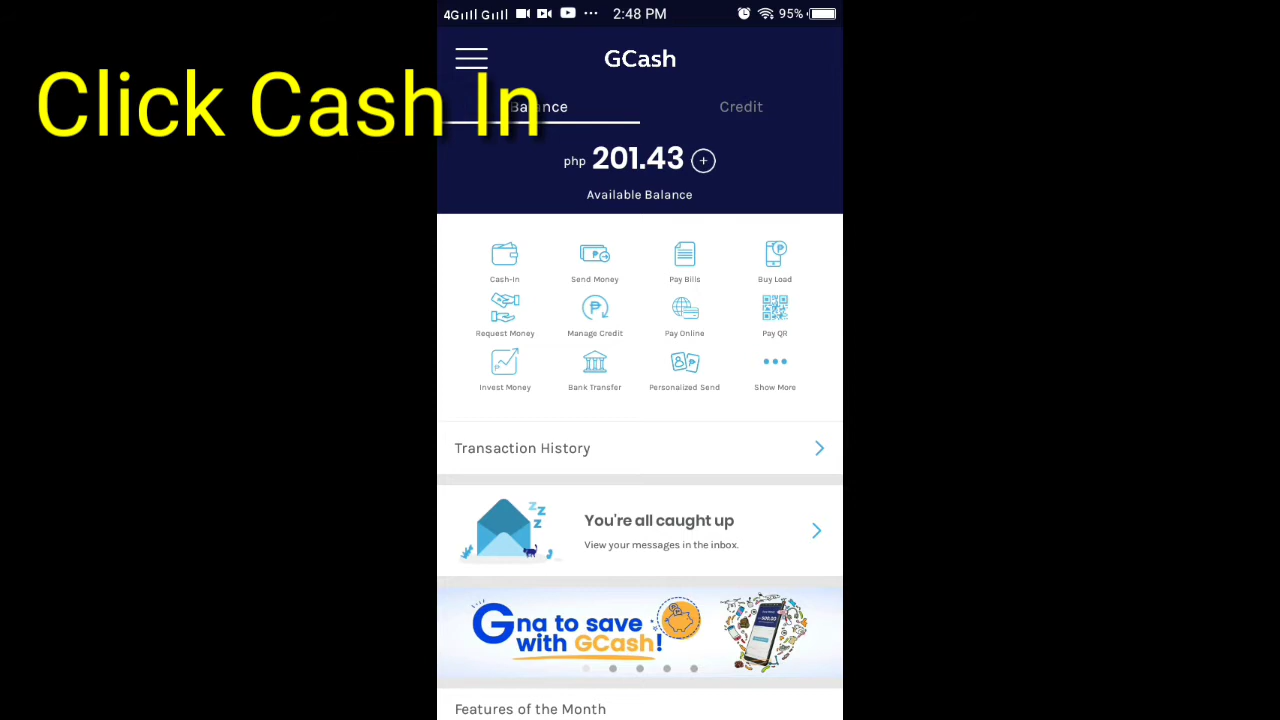 4G G ... 2:48 PM 95%
GCash
Click Cash In
Balance Credit
php 201.43 +
Available Balance
Cash-In Send Money Pay Bills Buy Load
Request Money Manage Credit Pay Online Pay QR
Invest Money Bank Transfer Personalized Send Show More
Transaction History
You're all caught up
View your messages in the inbox.
Gna to save
with GCash!
Features of the Month